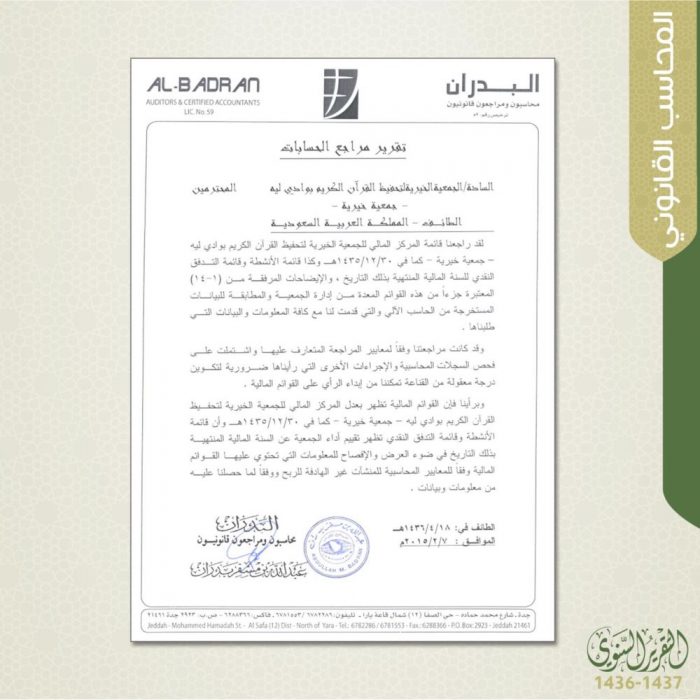 المحاسب القانوني
AL-BADRAN
AUDITORS & CERTIFIED ACCOUNTANTS
LIC. No. 59
البدران
محاسبون ومراجعون قانونيون
ترخيص رقم ٥٩
تقرير مراجع الحسابات
السادة/الجمعية الخيرية لتحفيظ القرآن الكريم بوادي ليه المحترمين
- جمعية خيرية -
الطائف - المملكة العربية السعودية
لقد راجعنا قائمة المركز المالي للجمعية الخيرية لتحفيظ القرآن الكريم بوادي ليه
- جمعية خيرية - كما في ١٤٣٥/١٢/٣٠هـ وكذا قائمة الأنشطة وقائمة التدفق
النقدي للسنة المالية المنتهية بذلك التاريخ ، والإيضاحات المرفقة من (١-١٤)
المعتبرة جزءاً من هذه القوائم المعدة من إدارة الجمعية والمطابقة للبيانات
المستخرجة من الحاسب الآلي والتي قدمت لنا مع كافة المعلومات والبيانات التي
طلبناها .
وقد كانت مراجعتنا وفقاً لمعايير المراجعة المتعارف عليها واشتملت على
فحص السجلات المحاسبية والإجراءات الأخرى التي رأيناها ضرورية لتكوين
درجة معقولة من القناعة تمكننا من إبداء الرأي على القوائم المالية .
وبرأينا فإن القوائم المالية تظهر بعدل المركز المالي للجمعية الخيرية لتحفيظ
القرآن الكريم بوادي ليه - جمعية خيرية - كما في ١٤٣٥/١٢/٣٠هـ وأن قائمة
الأنشطة وقائمة التدفق النقدي تظهر تقييم أداء الجمعية عن السنة المالية المنتهية
بذلك التاريخ في ضوء العرض والإفصاح للمعلومات التي تحتوي عليها القوائم
المالية وفقاً للمعايير المحاسبية للمنشآت غير الهادفة للربح ووفقا لما حصلنا عليه
من معلومات وبيانات .
الطائف في: ١٤٣٦/٤/١٨هـ
الموافق : ٢٠١٥/٢/٧م
البدران
محاسبون ومراجعون قانونيون
عبدالله بن مسفر بدران
ABDULLAH M. BADRAN
جدة - شارع محمد حماده - حي الصفا (١٢) شمال قاعة يارا - تليفون: ٦٧٨٢٢٨٦ / ٦٧٨١٥٥٣ - فاكس: ٦٢٨٨٣٦٦ - ص.ب: ٢٩٢٣ جدة ٢١٤٦١
Jeddah - Mohammed Hamadah St. - Al Safa (12) Dist - North of Yara - Tel.: 6782286 / 6781553 - Fax: 6288366 - P.O.Box: 2923 - Jeddah 21461
التقرير السنوي
1436-1437